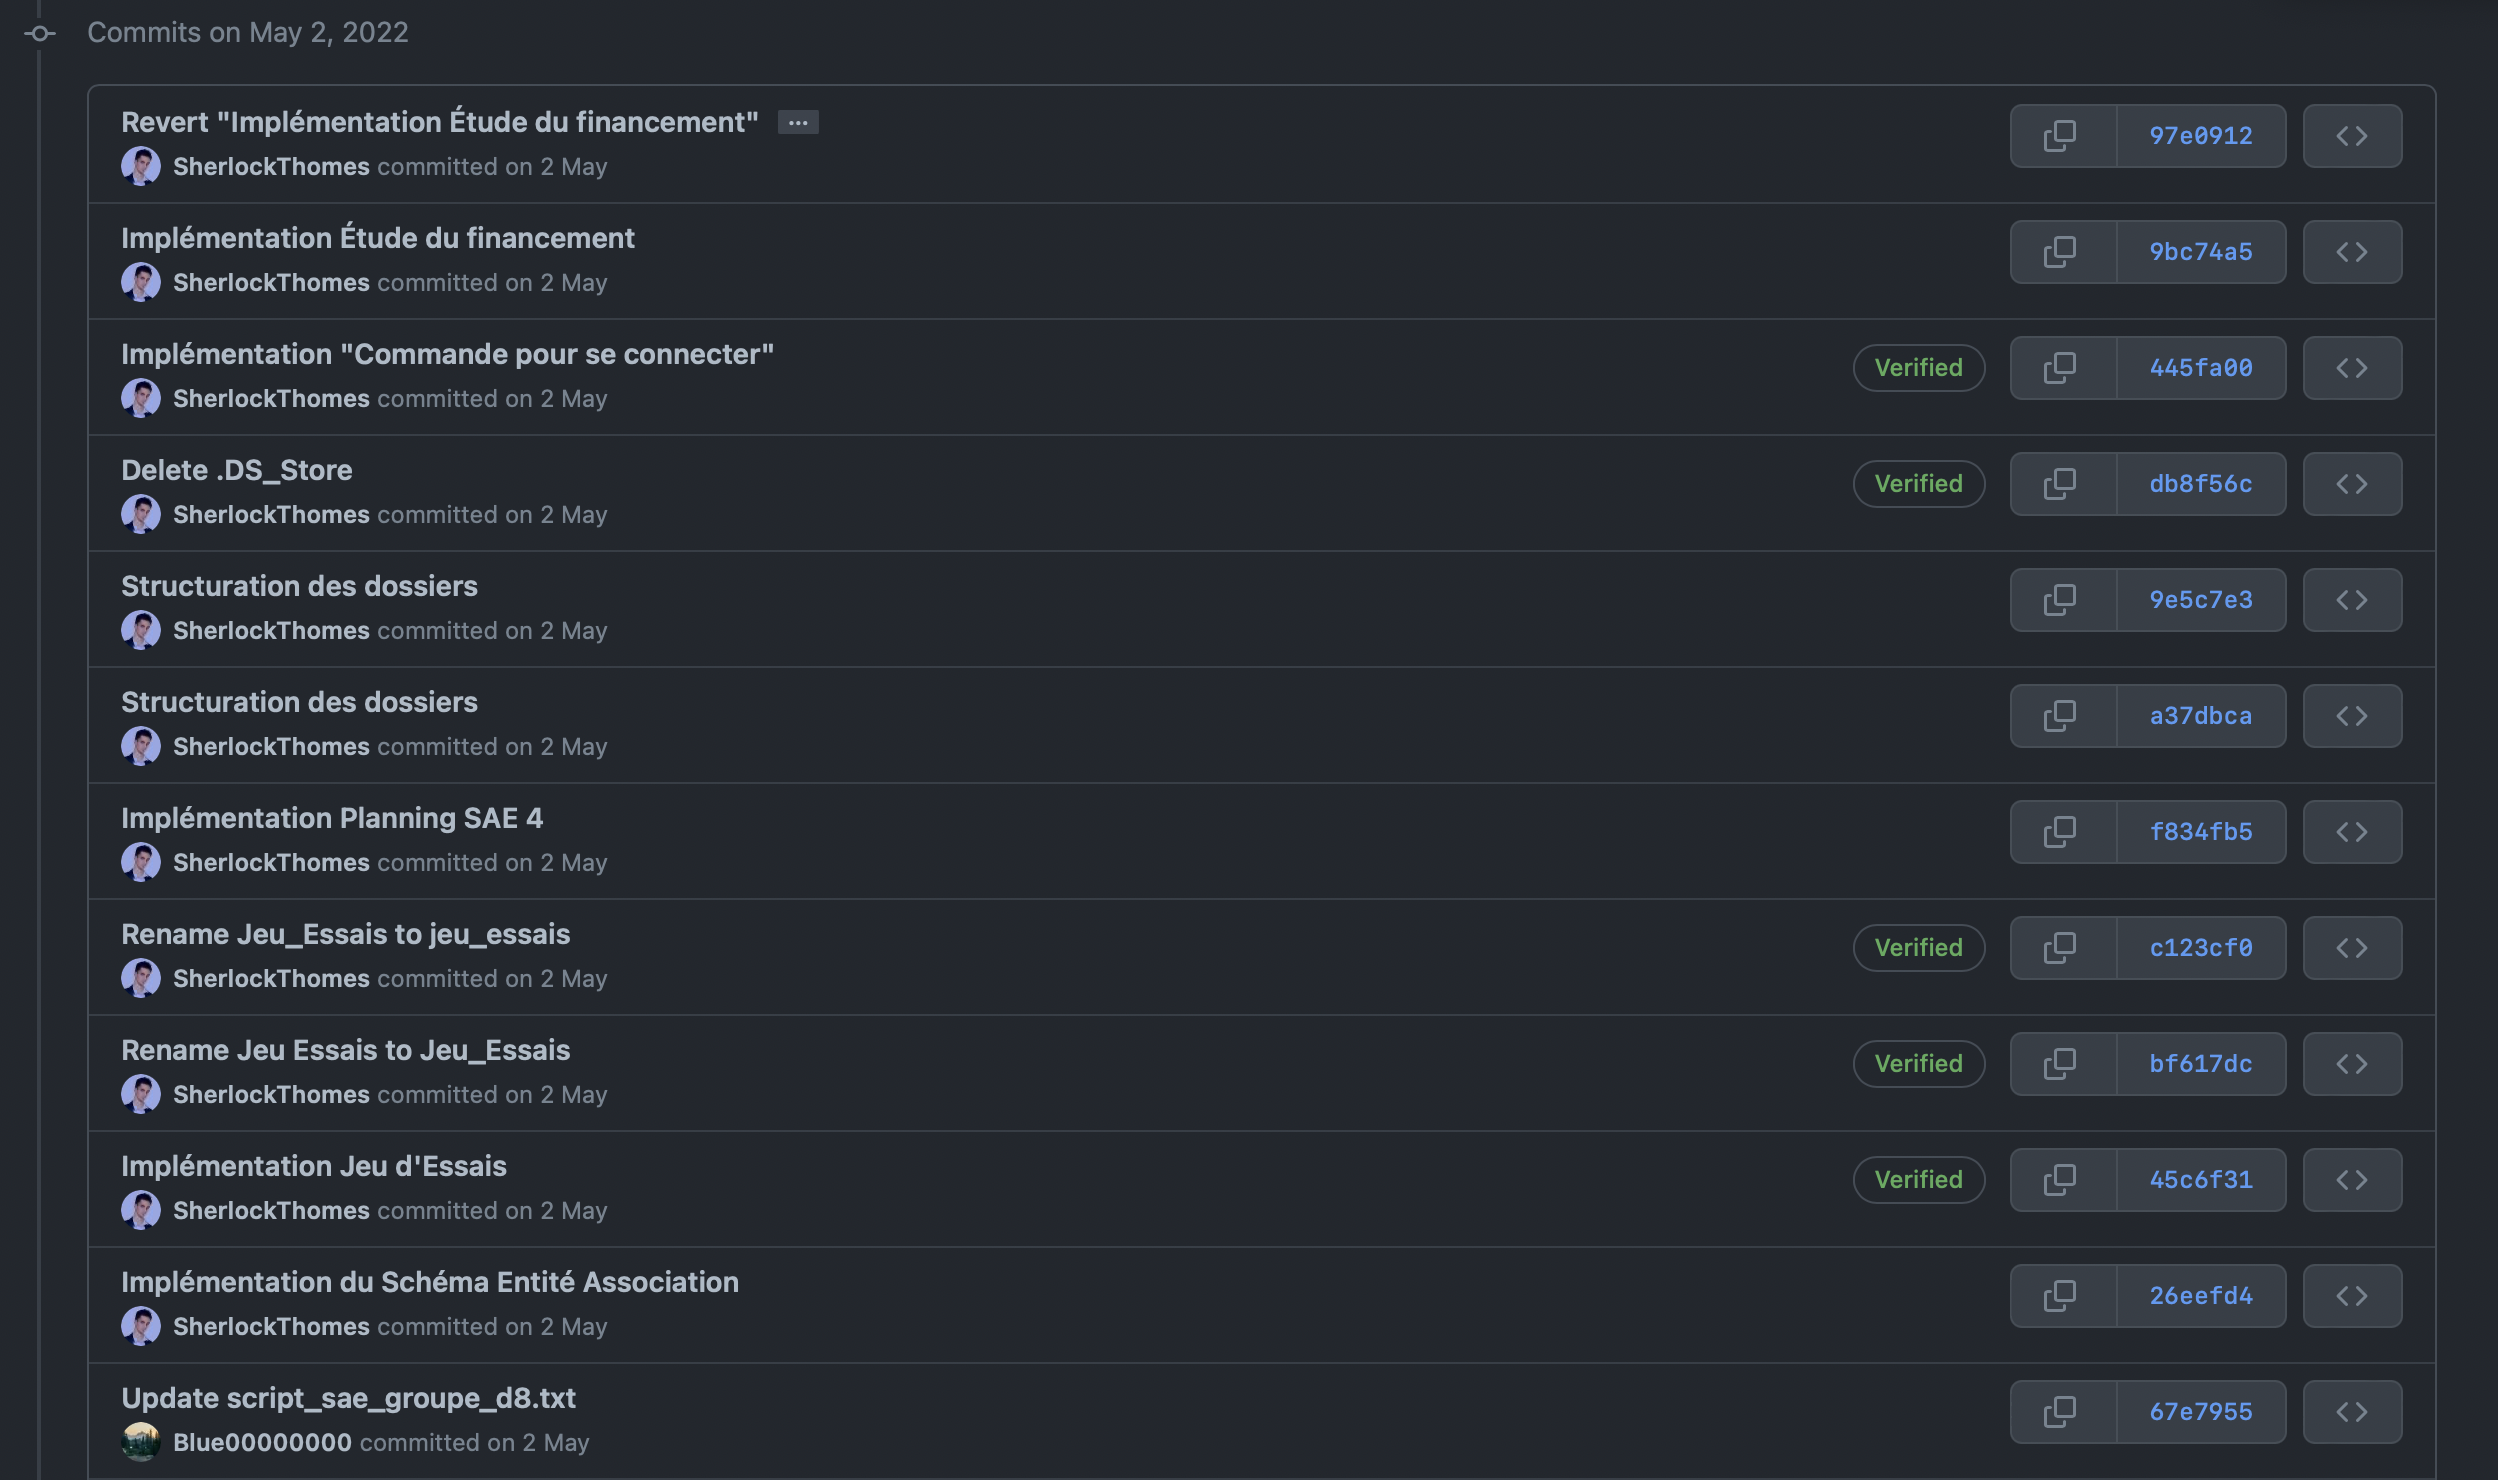 Commits on May 2, 2022
Revert "Implémentation Étude du financement" ...
97e0912
SherlockThomes committed on 2 May
Implémentation Étude du financement
9bc74a5
SherlockThomes committed on 2 May
Implémentation "Commande pour se connecter"
Verified 445fa00
SherlockThomes committed on 2 May
Delete .DS_Store
Verified db8f56c
SherlockThomes committed on 2 May
Structuration des dossiers
9e5c7e3
SherlockThomes committed on 2 May
Structuration des dossiers
a37dbca
SherlockThomes committed on 2 May
Implémentation Planning SAE 4
f834fb5
SherlockThomes committed on 2 May
Rename Jeu_Essais to jeu_essais
Verified c123cf0
SherlockThomes committed on 2 May
Rename Jeu Essais to Jeu_Essais
Verified bf617dc
SherlockThomes committed on 2 May
Implémentation Jeu d'Essais
Verified 45c6f31
SherlockThomes committed on 2 May
Implémentation du Schéma Entité Association
26eefd4
SherlockThomes committed on 2 May
Update script_sae_groupe_d8.txt
67e7955
Blue00000000 committed on 2 May